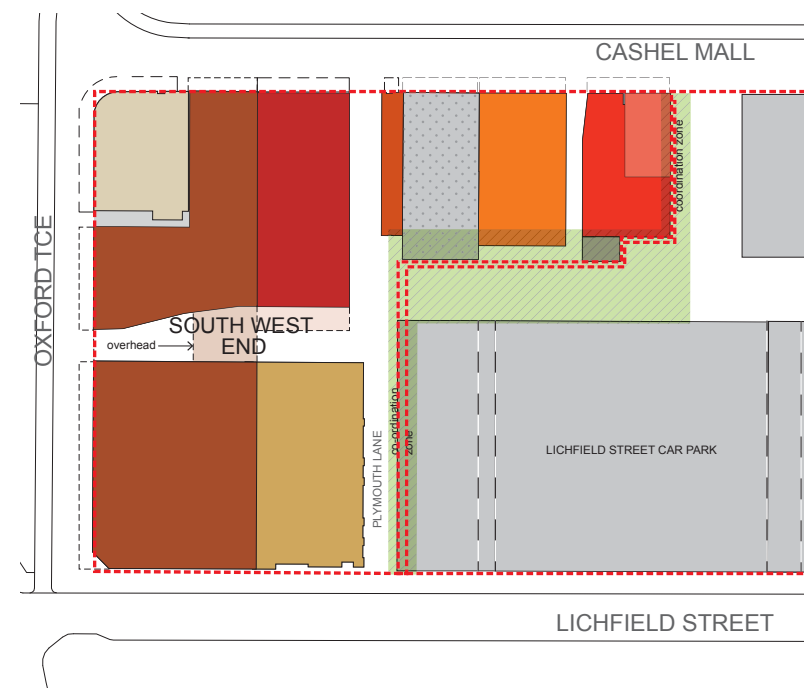 CASHEL MALL
coordination zone
OXFORD TCE
SOUTH WEST
END
overhead
co-ordination
zone
PLYMOUTH LANE
LICHFIELD STREET CAR PARK
LICHFIELD STREET